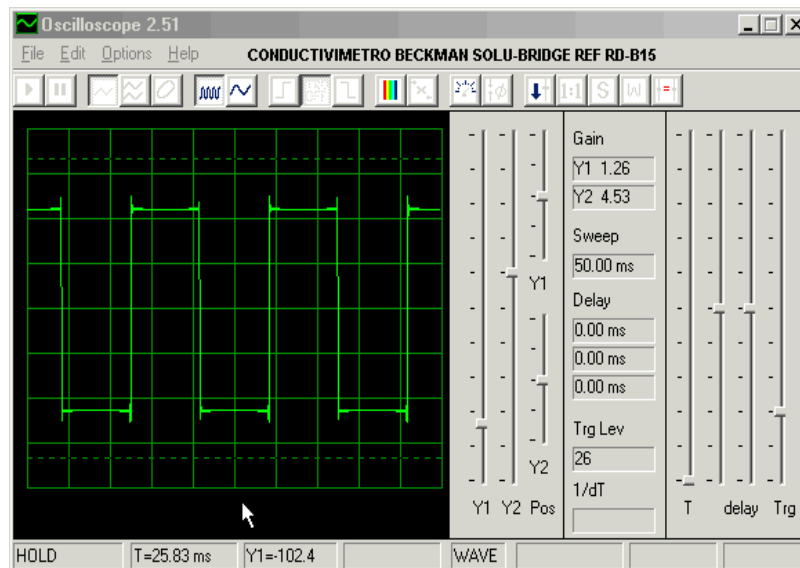 Oscilloscope 2.51
File Edit Options Help CONDUCTIVIMETRO BECKMAN SOLU-BRIDGE REF RD-B15
1:1 S
Gain
Y1 1.26
Y2 4.53
Sweep
50.00 ms
Y1
Delay
0.00 ms
0.00 ms
0.00 ms
Trg Lev
26
Y2
1/dT
Y1 Y2 Pos
T delay Trg
HOLD T=25.83 ms Y1=-102.4 WAVE